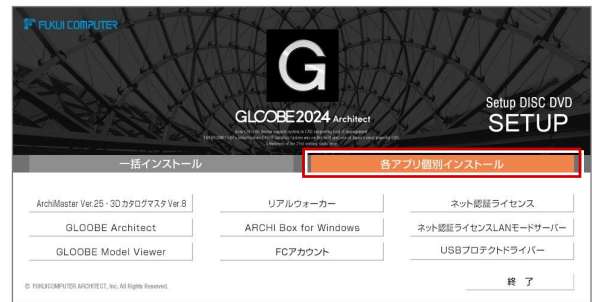 FUKUI COMPUTER
G
GLOOBE 2024 Architect
Setup DISC DVD
SETUP
一括インストール
各アプリ個別インストール
ArchiMaster Ver.25・3Dカタログマスタ Ver.8
リアルウォーカー
ネット認証ライセンス
GLOOBE Architect
ARCHI Box for Windows
ネット認証ライセンスLANモードサーバー
GLOOBE Model Viewer
FCアカウント
USBプロテクトドライバー
© FUKUICOMPUTER ARCHITECT, Inc. All Rights Reserved.
終 了